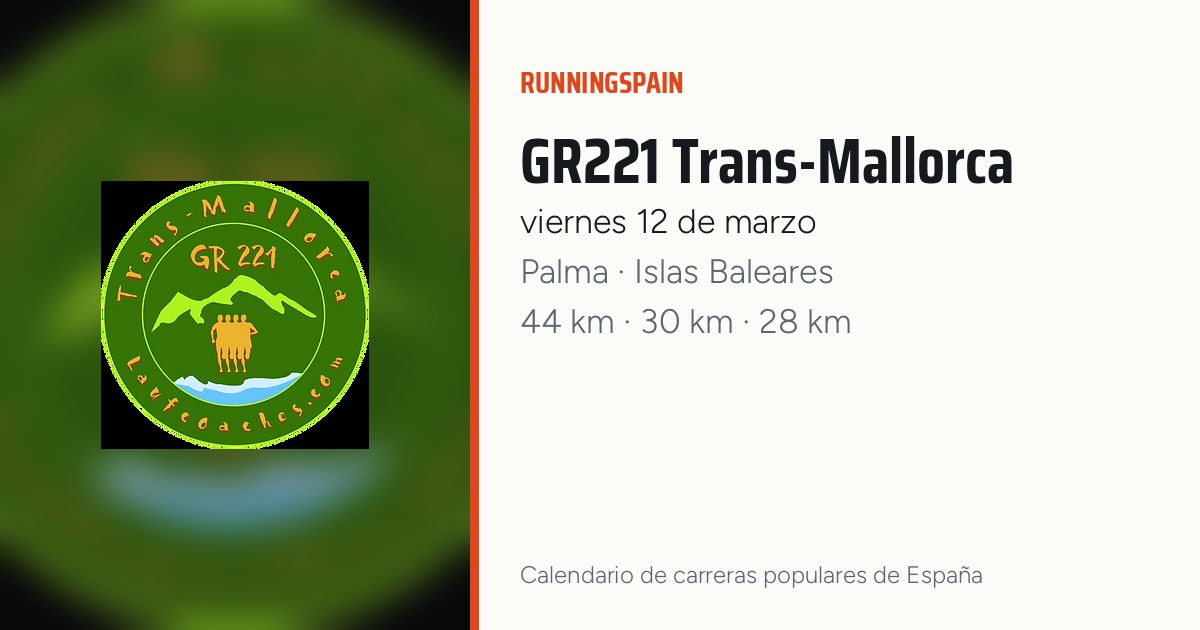 Trans-Mallorca
GR 221
Laufcoaches.com
RUNNINGSPAIN
GR221 Trans-Mallorca
viernes 12 de marzo
Palma · Islas Baleares
44 km · 30 km · 28 km
Calendario de carreras populares de España